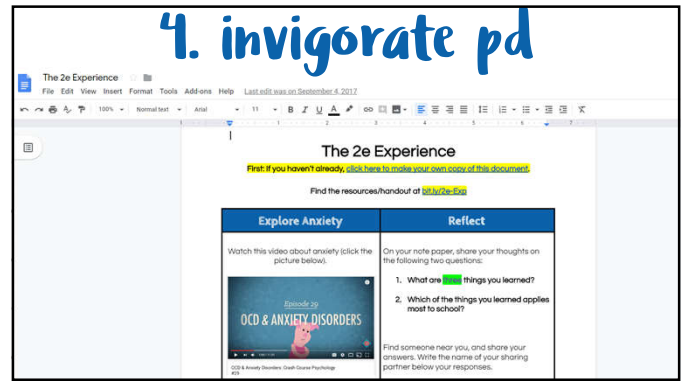 4. invigorate pd
The 2e Experience
File Edit View Insert Format Tools Add-ons Help Last edit was on September 4, 2017
100% Normal text Arial 11 B I U A
The 2e Experience
First: If you haven't already, click here to make your own copy of this document.
Find the resources/handout at bit.ly/2e-Exp
Explore Anxiety Reflect
Watch this video about anxiety (click the
picture below).
On your note paper, share your thoughts on
the following two questions:
1. What are three things you learned?
2. Which of the things you learned applies
most to school?
Episode 29
OCD & ANXIETY DISORDERS
OCD & Anxiety Disorders: Crash Course Psychology
#29
Find someone near you, and share your
answers. Write the name of your sharing
partner below your responses.